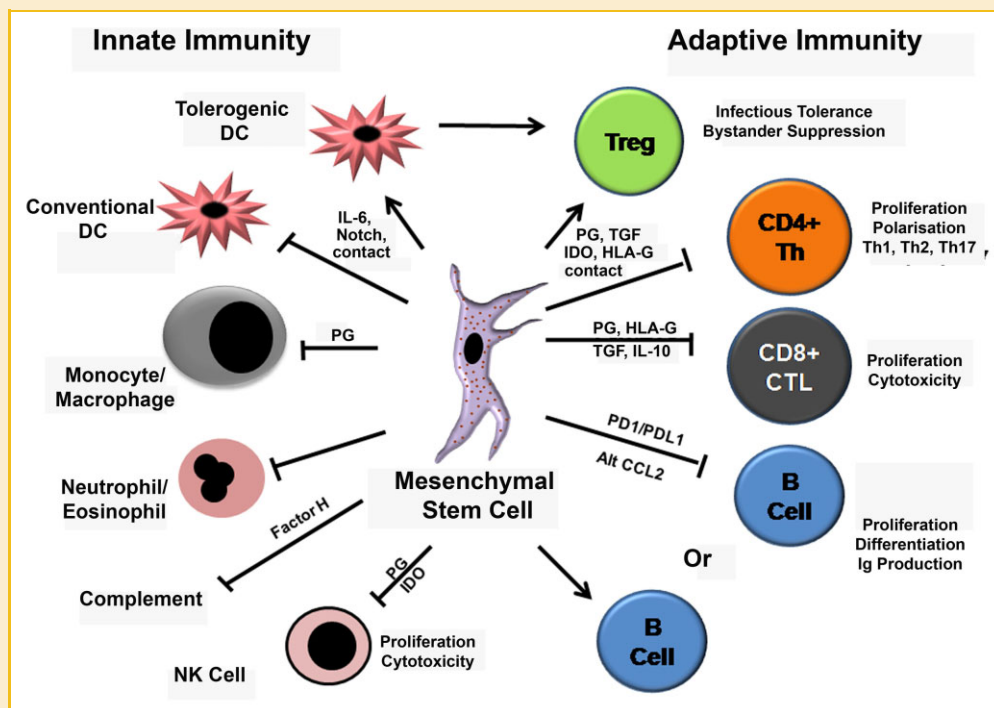 Innate Immunity
Adaptive Immunity
Tolerogenic
DC
Treg
Infectious Tolerance
Bystander Suppression
Conventional
DC
IL-6,
Notch,
contact
PG, TGF
IDO, HLA-G
contact
CD4+
Th
Proliferation
Polarisation
Th1, Th2, Th17 ,
PG
Monocyte/
Macrophage
PG, HLA-G
TGF, IL-10
CD8+
CTL
Proliferation
Cytotoxicity
Neutrophil/
Eosinophil
Mesenchymal
Stem Cell
PD1/PDL1
Alt CCL2
B
Cell
Proliferation
Differentiation
Ig Production
Factor H
Complement
PG
IDO
NK Cell
Proliferation
Cytotoxicity
Or
B
Cell